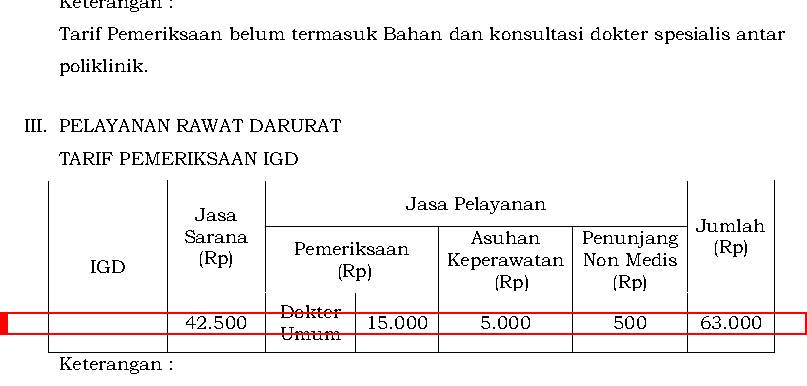 Keterangan :
Tarif Pemeriksaan belum termasuk Bahan dan konsultasi dokter spesialis antar
poliklinik.
III. PELAYANAN RAWAT DARURAT
TARIF PEMERIKSAAN IGD
IGD
Jasa
Sarana
(Rp)
Jasa Pelayanan
Pemeriksaan
(Rp)
Asuhan
Keperawatan
(Rp)
Penunjang
Non Medis
(Rp)
Jumlah
(Rp)
42.500
Dokter
Umum
15.000
5.000
500
63.000
Keterangan :